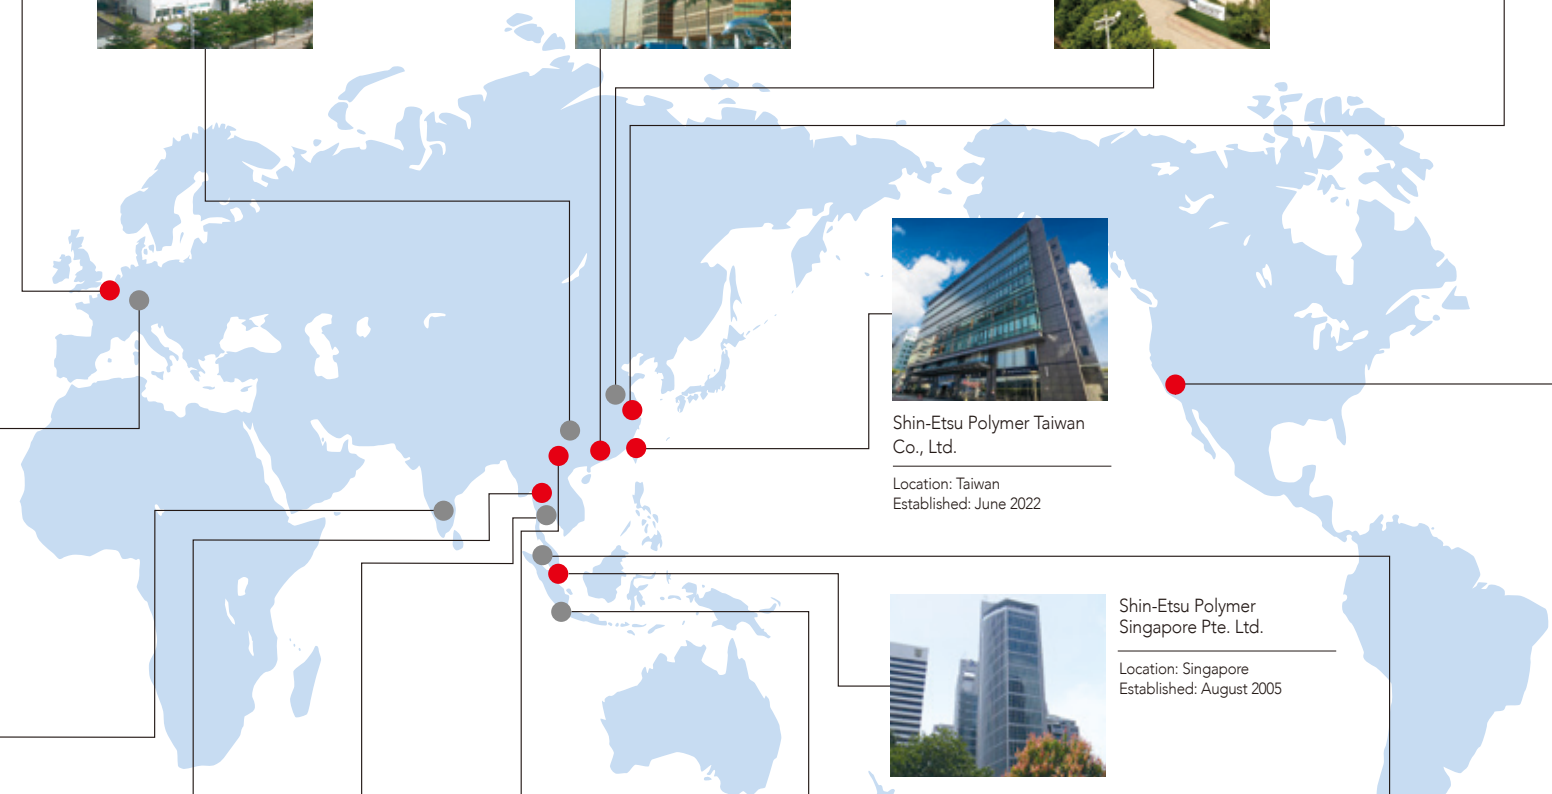 Shin-Etsu Polymer Taiwan
Co., Ltd.
Location: Taiwan
Established: June 2022
Shin-Etsu Polymer
Singapore Pte. Ltd.
Location: Singapore
Established: August 2005